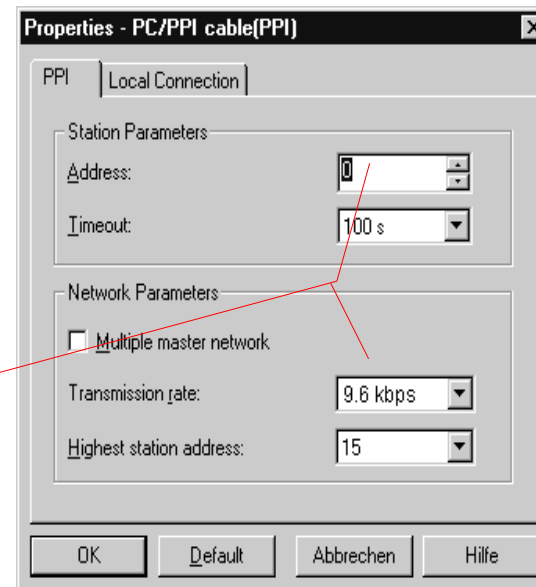 Properties - PC/PPI cable(PPI)
PPI
Local Connection
Station Parameters
Address:
0
Timeout:
100 s
Network Parameters
Multiple master network
Transmission rate:
9.6 kbps
Highest station address:
15
OK
Default
Abbrechen
Hilfe